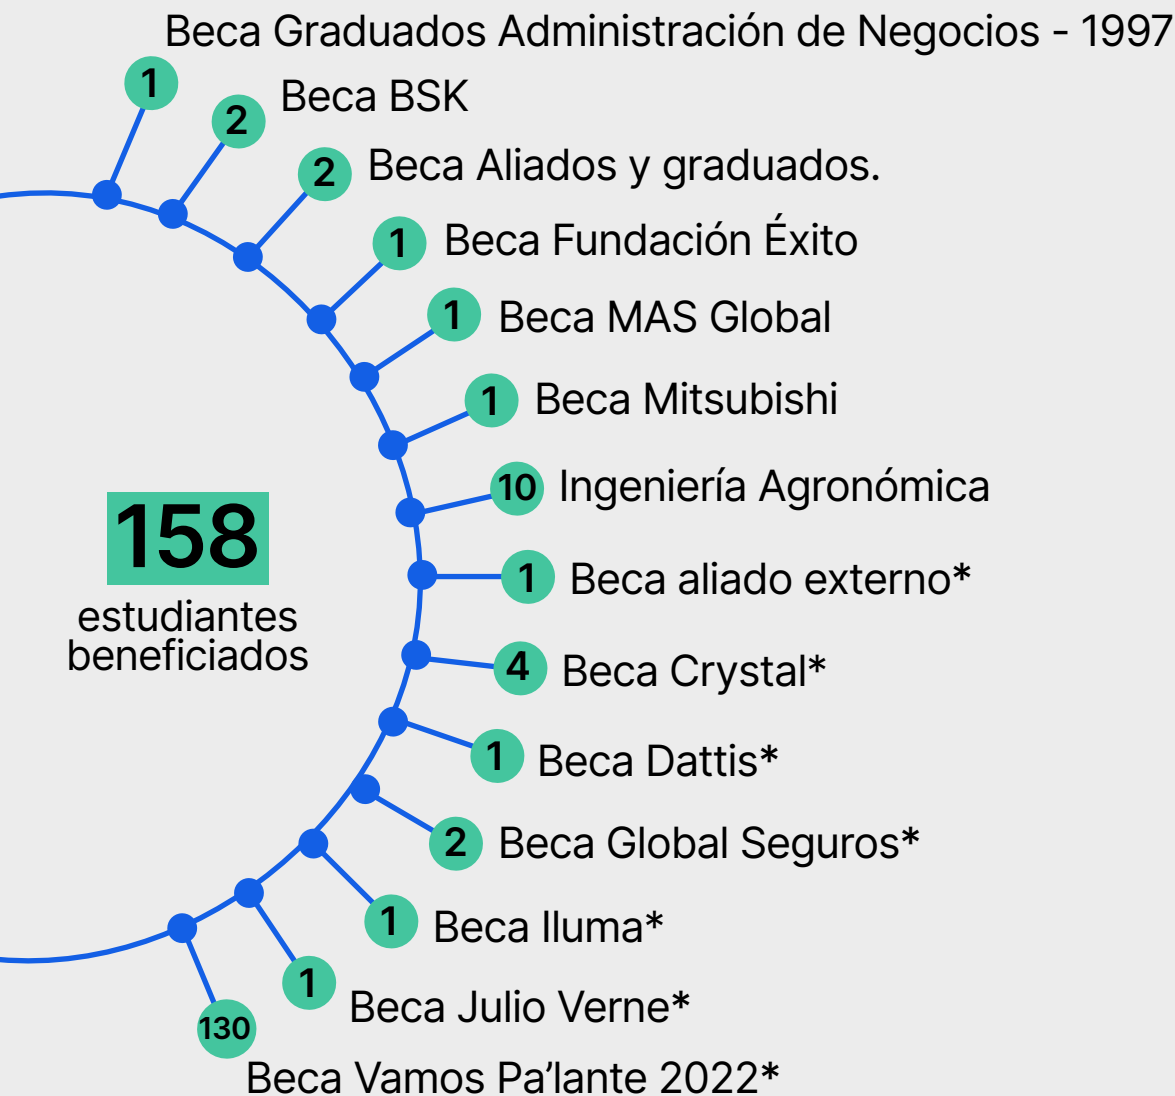 Beca Graduados Administración de Negocios - 1997
1
2 Beca BSK
2 Beca Aliados y graduados.
1 Beca Fundación Éxito
1 Beca MAS Global
1 Beca Mitsubishi
10 Ingeniería Agronómica
158
estudiantes
beneficiados
1 Beca aliado externo*
4 Beca Crystal*
1 Beca Dattis*
2 Beca Global Seguros*
1 Beca Iluma*
1 Beca Julio Verne*
130
Beca Vamos Pa’lante 2022*